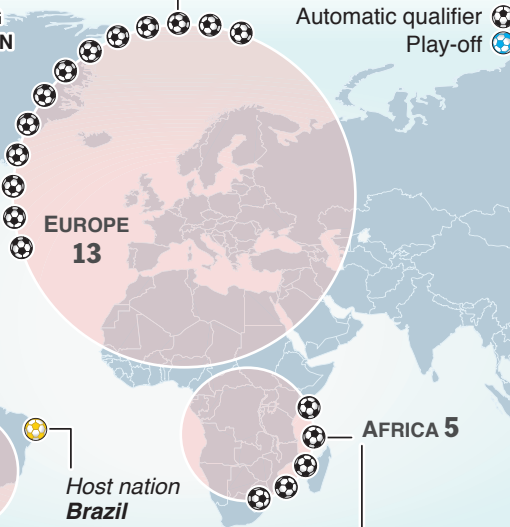 Automatic qualifier
Play-off
N
EUROPE
13
AFRICA 5
Host nation
Brazil